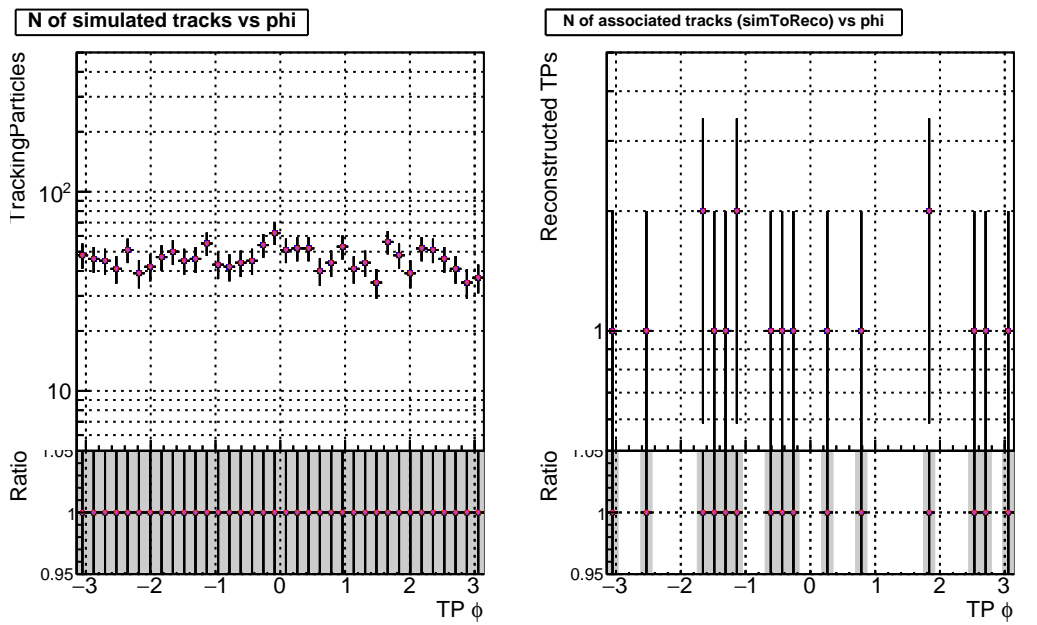 N of simulated tracks vs phi
TrackingParticles
10²
10
Ratio
1.05
1
0.95
−3 −2 −1 0 1 2 3
TP ϕ
N of associated tracks (simToReco) vs phi
Reconstructed TPs
1
Ratio
1.05
1
0.95
−3 −2 −1 0 1 2 3
TP ϕ